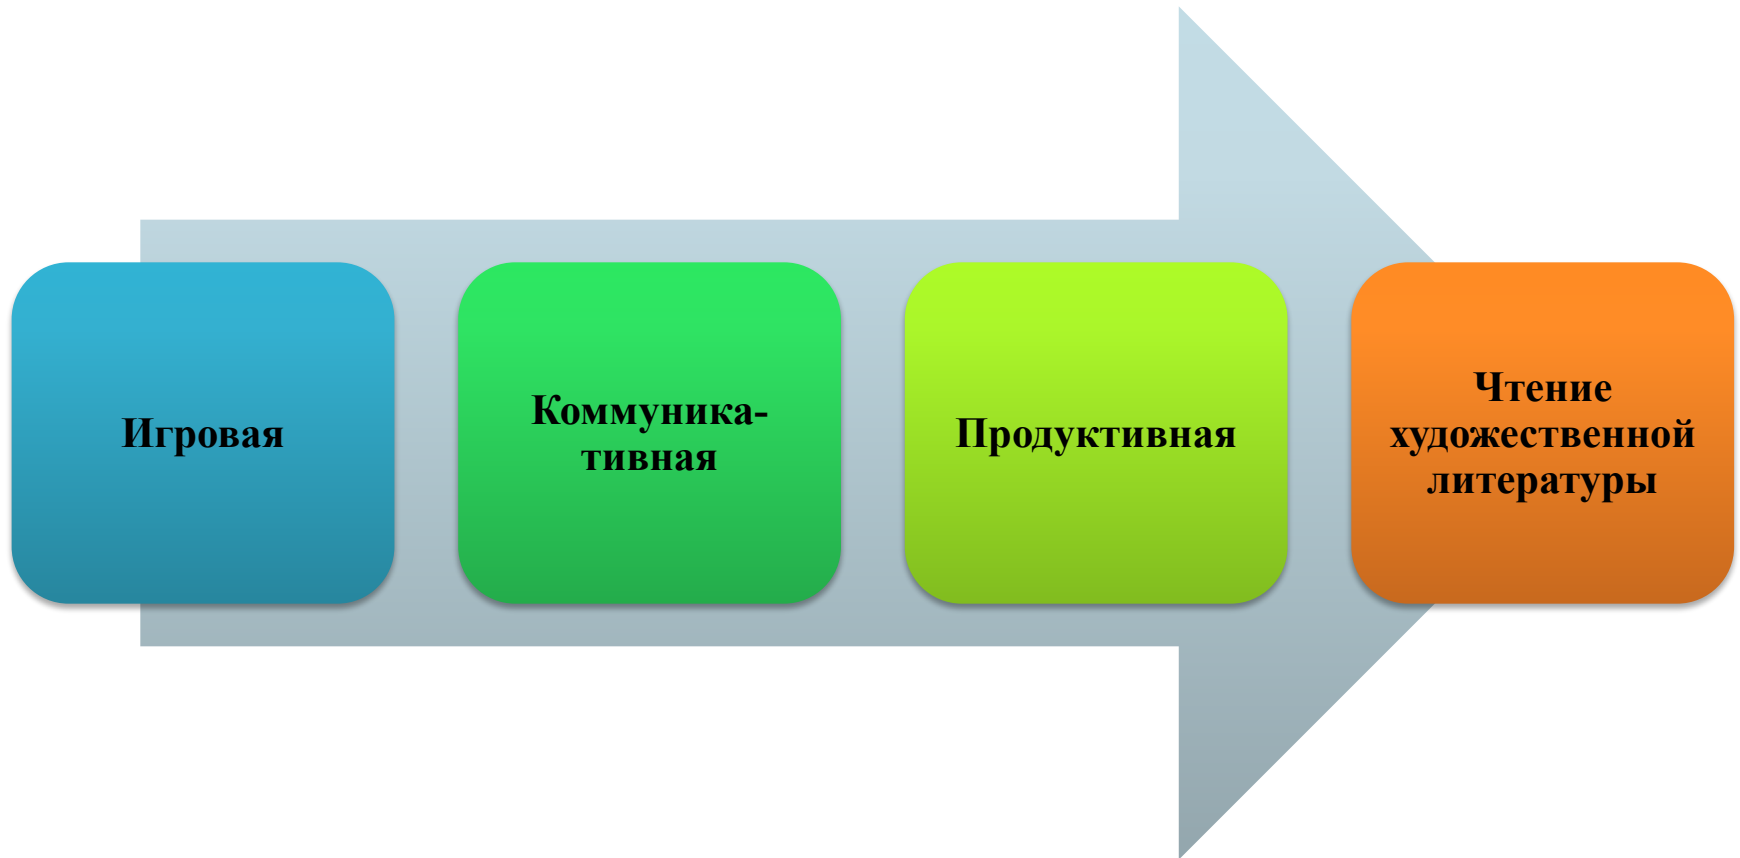 Игровая
Коммуника-
тивная
Продуктивная
Чтение
художественной
литературы